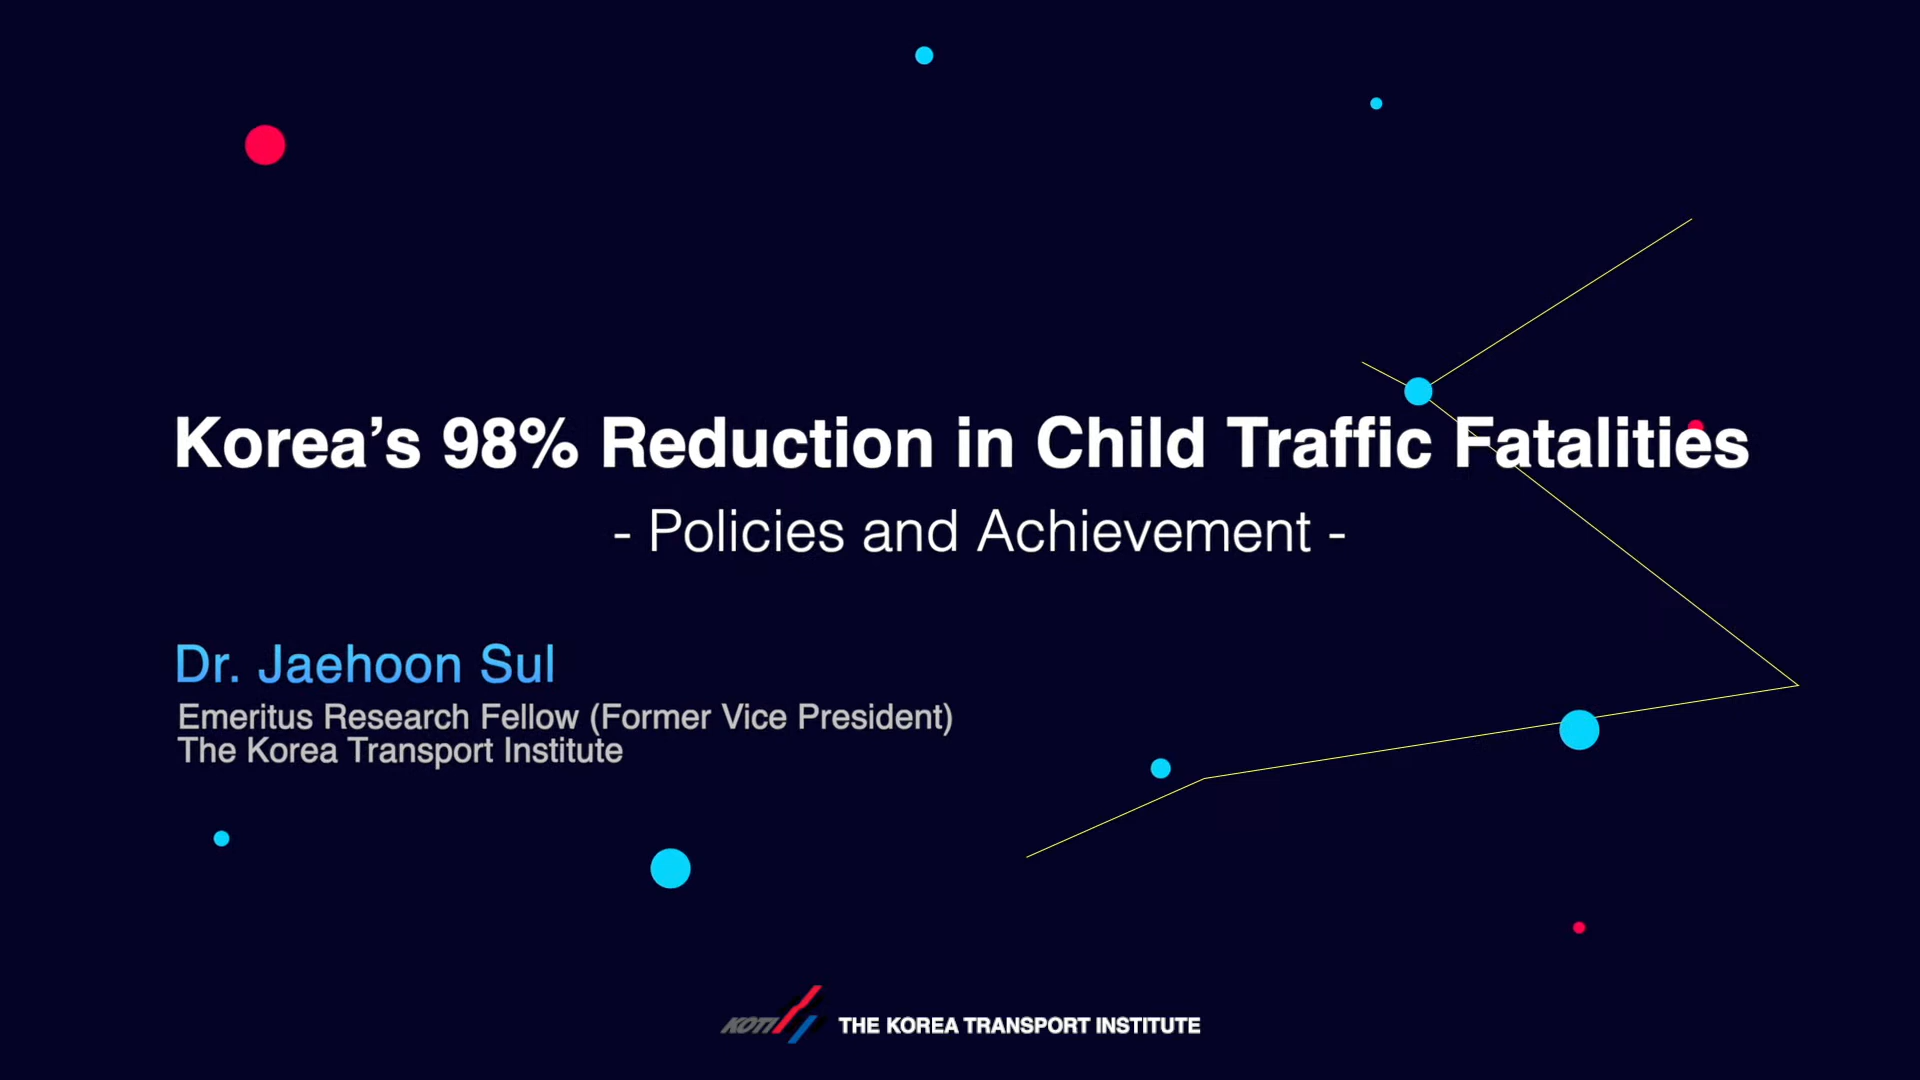 Korea’s 98% Reduction in Child Traffic Fatalities
- Policies and Achievement -
Dr. Jaehoon Sul
Emeritus Research Fellow (Former Vice President)
The Korea Transport Institute
KOTI THE KOREA TRANSPORT INSTITUTE